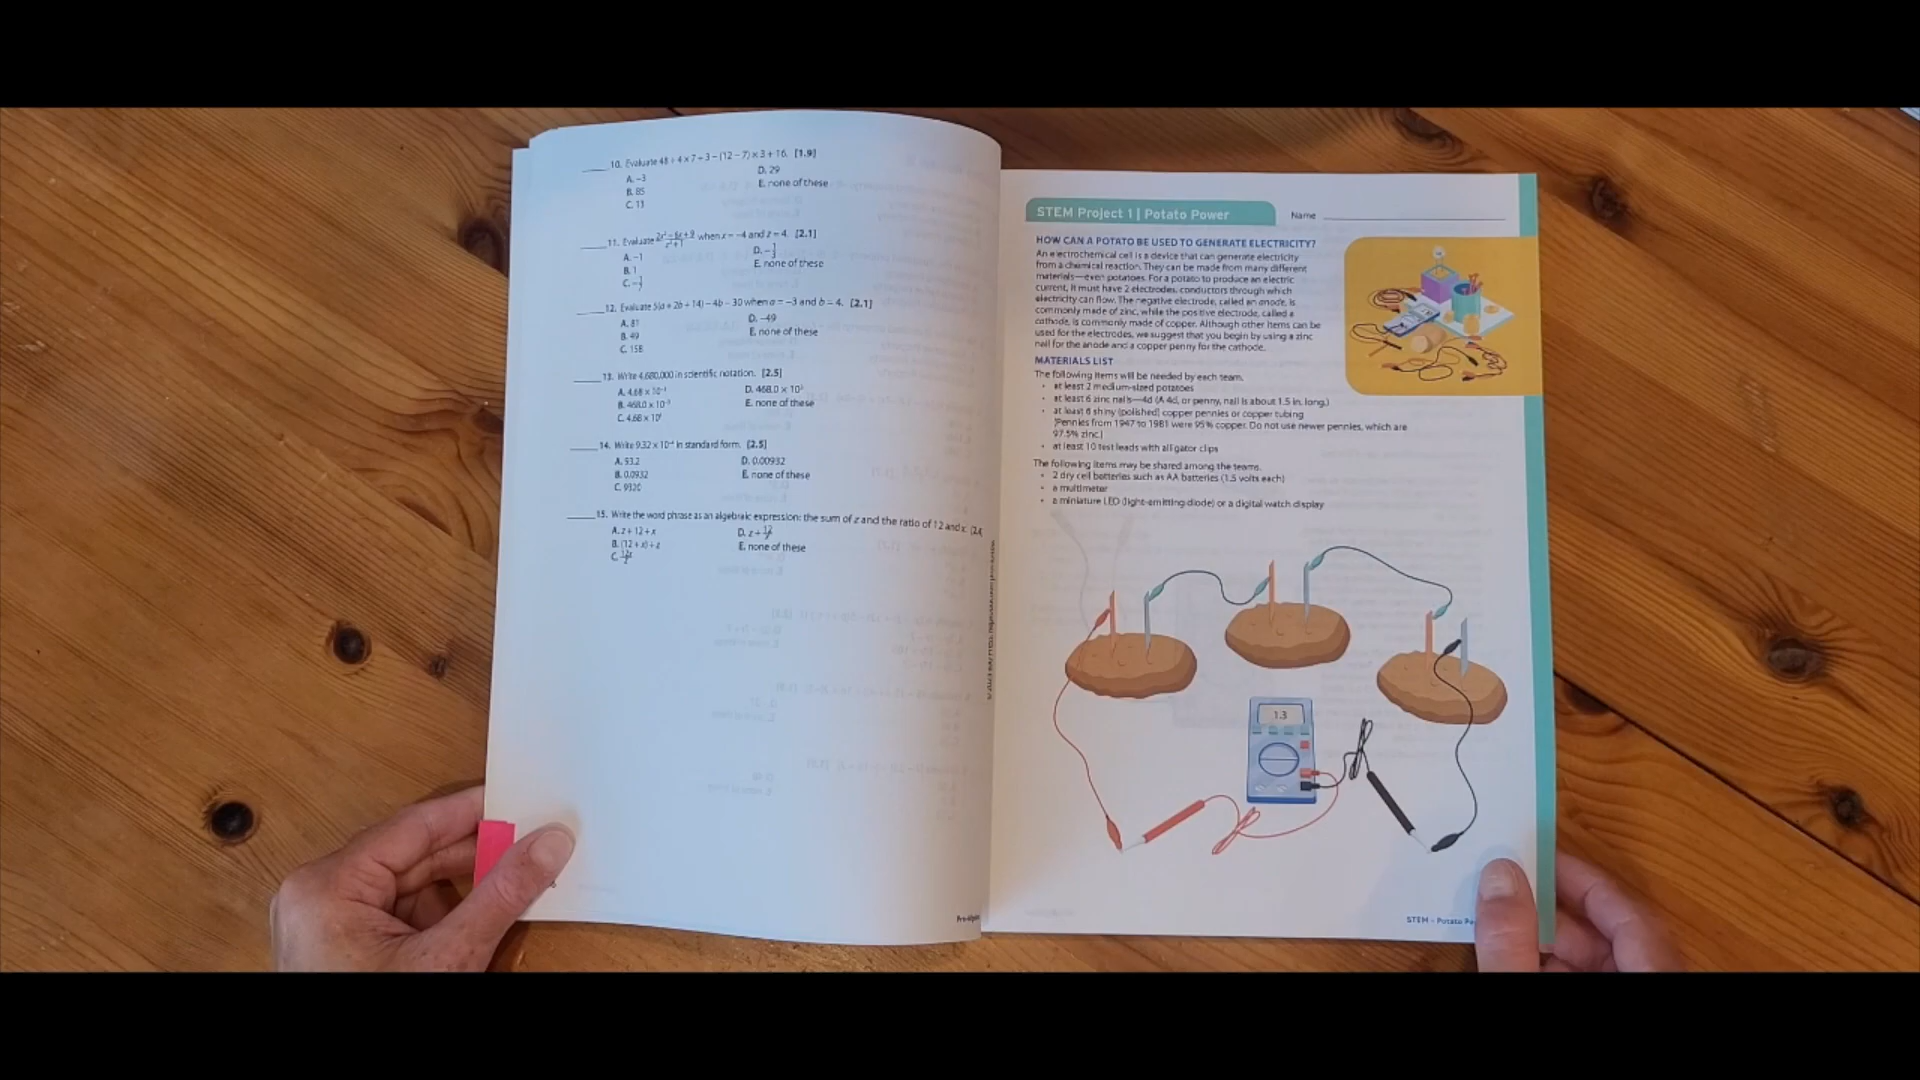 10. Evaluate 48 ÷ 4 × 7 ÷ 3 − (12 − 7) × 3 + 16. [1.9]
A. −3
D. 29
B. 85
E. none of these
C. 13
11. Evaluate when x = −4 and z = 4. [2.1]
A. −1
D.
B. 1
E. none of these
C.
12. Evaluate 5(a + 2b + 14) − 4b − 30 when a = −3 and b = 4. [2.1]
A. 81
D. −49
B. 49
E. none of these
C. 158
13. Write 4,680,000 in scientific notation. [2.5]
A. 4.68 ×
D. 468.0 ×
B. 468.0 ×
E. none of these
C. 4.68 ×
14. Write 9.32 × in standard form. [2.5]
A. 93.2
D. 0.00932
B. 0.0932
E. none of these
C. 9320
15. Write the word phrase as an algebraic expression: the sum of z and the ratio of 12 and x.
A. z + 12 + x
D. z +
B. (12 + x) ÷ z
E. none of these
C.
STEM Project 1 | Potato Power
Name
HOW CAN A POTATO BE USED TO GENERATE ELECTRICITY?
An electrochemical cell is a device that can generate electricity
from a chemical reaction. They can be made from many different
materials—even potatoes. For a potato to produce an electric
current, it must have 2 electrodes, conductors through which
electricity can flow. The negative electrode, called an anode, is
commonly made of zinc, while the positive electrode, called a
cathode, is commonly made of copper. Although other items can be
used for the electrodes, we suggest that you begin by using a zinc
nail for the anode and a copper penny for the cathode.
MATERIALS LIST
The following items will be needed by each team.
• at least 2 medium-sized potatoes
• at least 6 zinc nails—4d (A 4d, or penny, nail is about 1.5 in. long.)
• at least 6 shiny (polished) copper pennies or copper tubing
(Pennies from 1947 to 1981 were 95% copper. Do not use newer pennies, which are
97.5% zinc.)
• at least 10 test leads with alligator clips
The following items may be shared among the teams.
• 2 dry cell batteries such as AA batteries (1.5 volts each)
• a multimeter
• a miniature LED (light-emitting diode) or a digital watch display
1.3
STEM – Potato